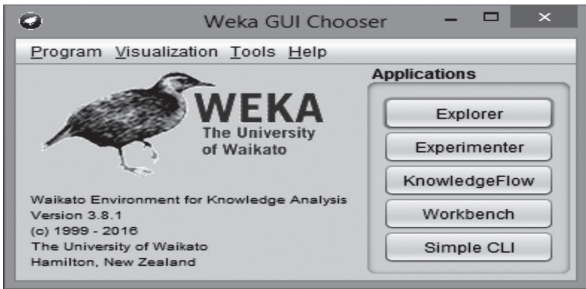 Weka GUI Chooser
Program Visualization Tools Help
WEKA
The University
of Waikato
Waikato Environment for Knowledge Analysis
Version 3.8.1
(c) 1999 - 2016
The University of Waikato
Hamilton, New Zealand
Applications
Explorer
Experimenter
KnowledgeFlow
Workbench
Simple CLI